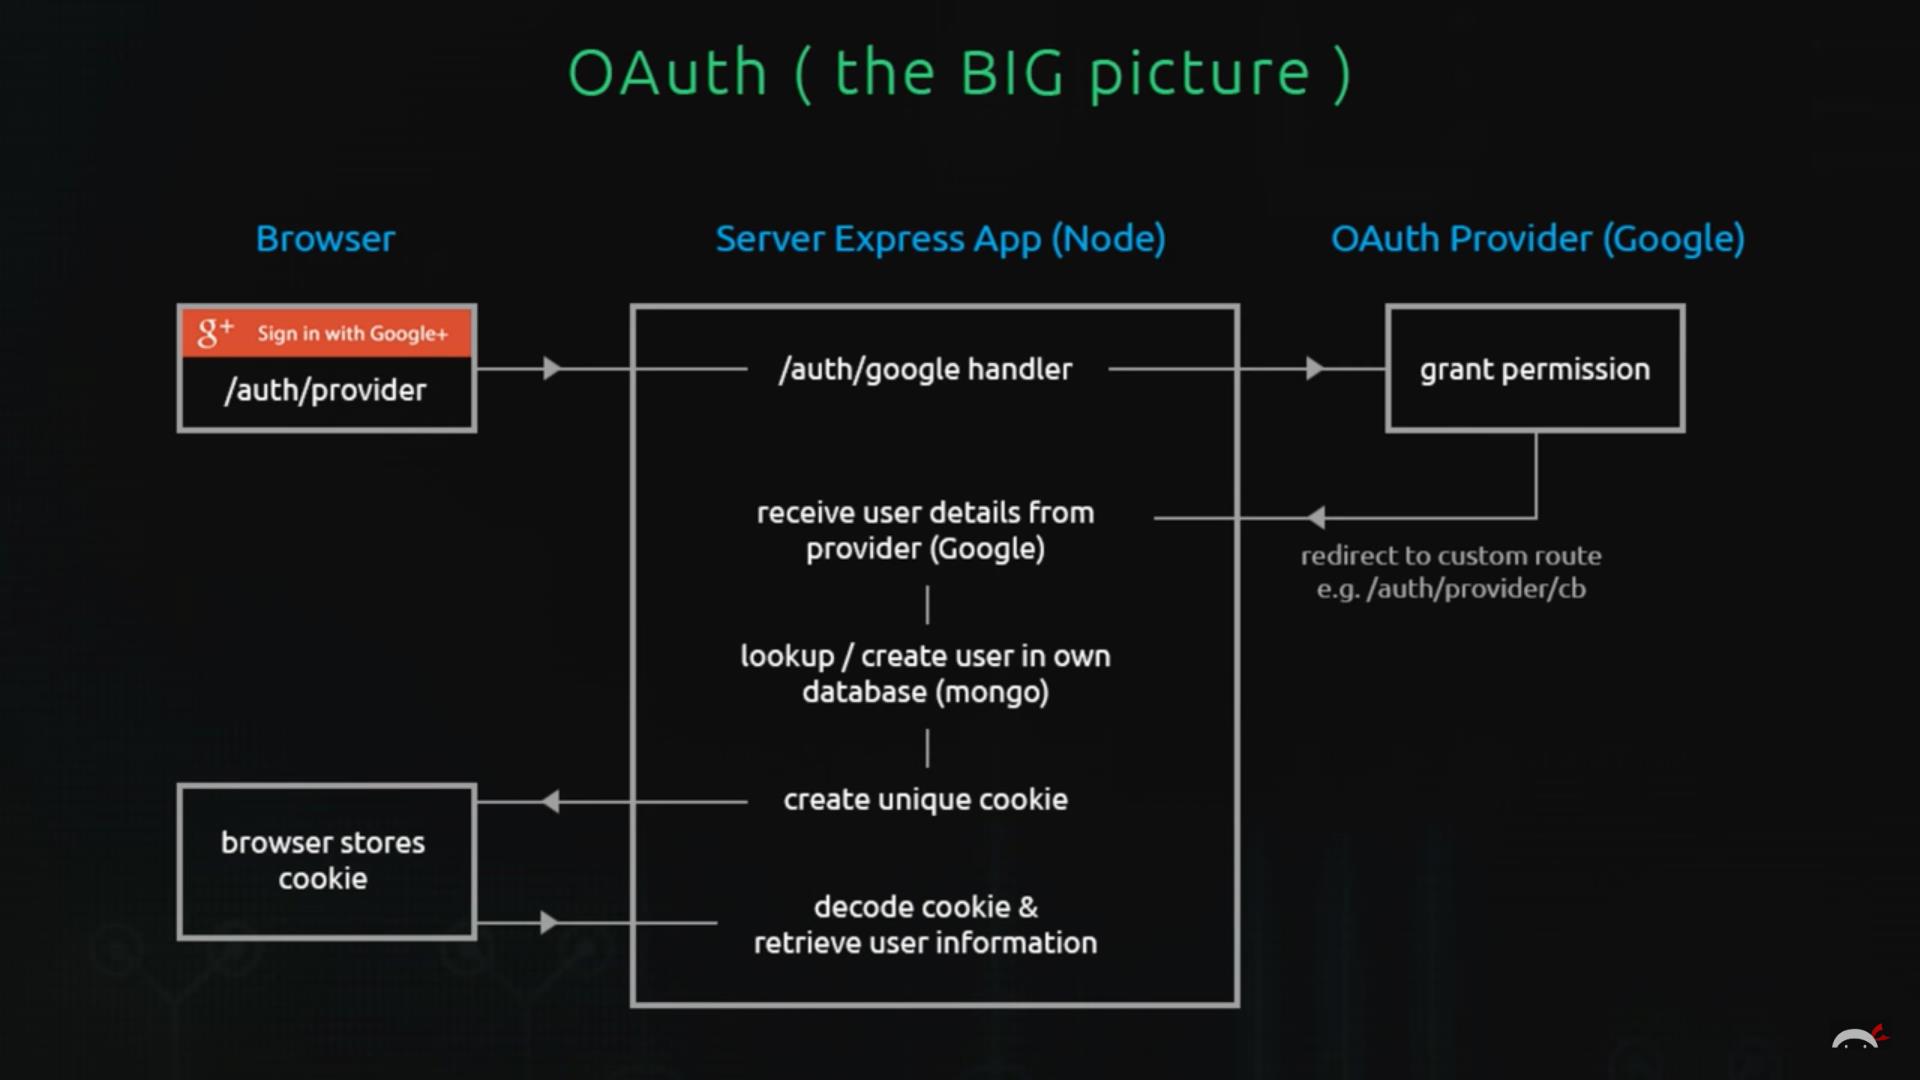 OAuth ( the BIG picture )
Browser
Server Express App (Node)
OAuth Provider (Google)
g+ Sign in with Google+
/auth/provider
/auth/google handler
grant permission
receive user details from
provider (Google)
redirect to custom route
e.g. /auth/provider/cb
lookup / create user in own
database (mongo)
create unique cookie
browser stores
cookie
decode cookie &
retrieve user information